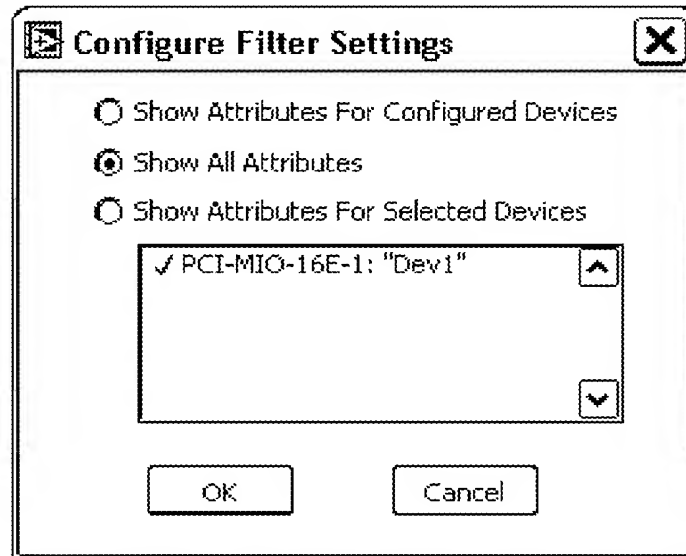 Configure Filter Settings
Show Attributes For Configured Devices
Show All Attributes
Show Attributes For Selected Devices
✓ PCI-MIO-16E-1: "Dev1"
OK Cancel